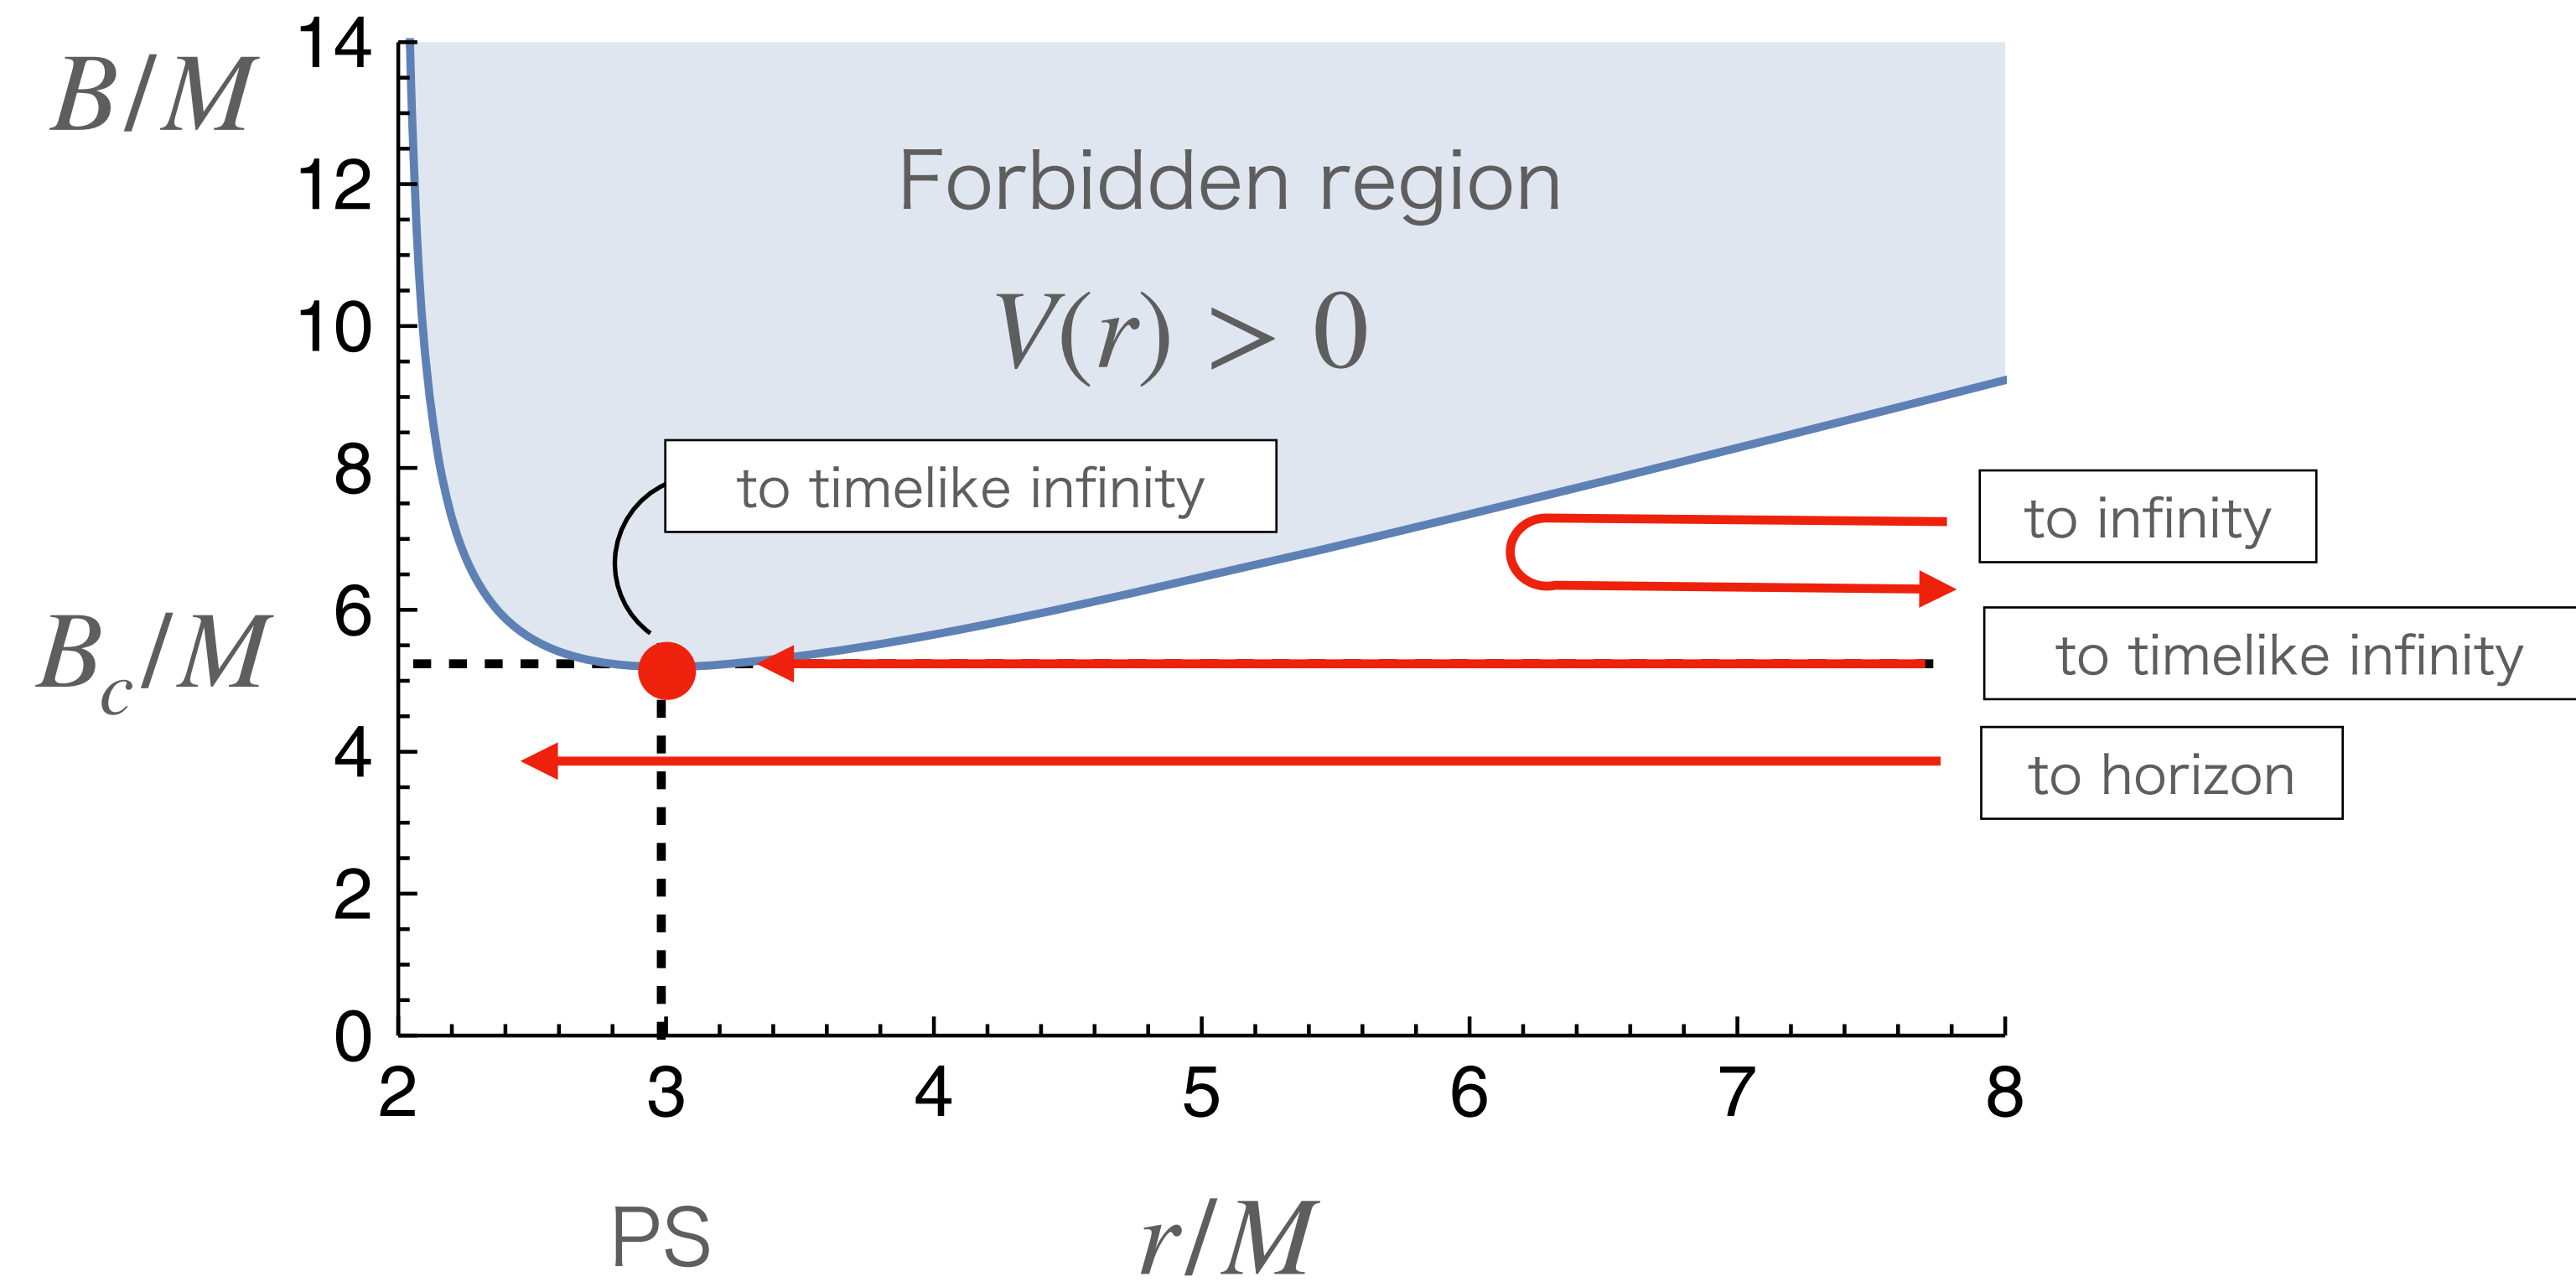 B/M
14
12
10
8
6
4
2
0
Forbidden region
V(r) > 0
to timelike infinity
to infinity
B_c/M
to timelike infinity
to horizon
2 3 4 5 6 7 8
PS
r/M